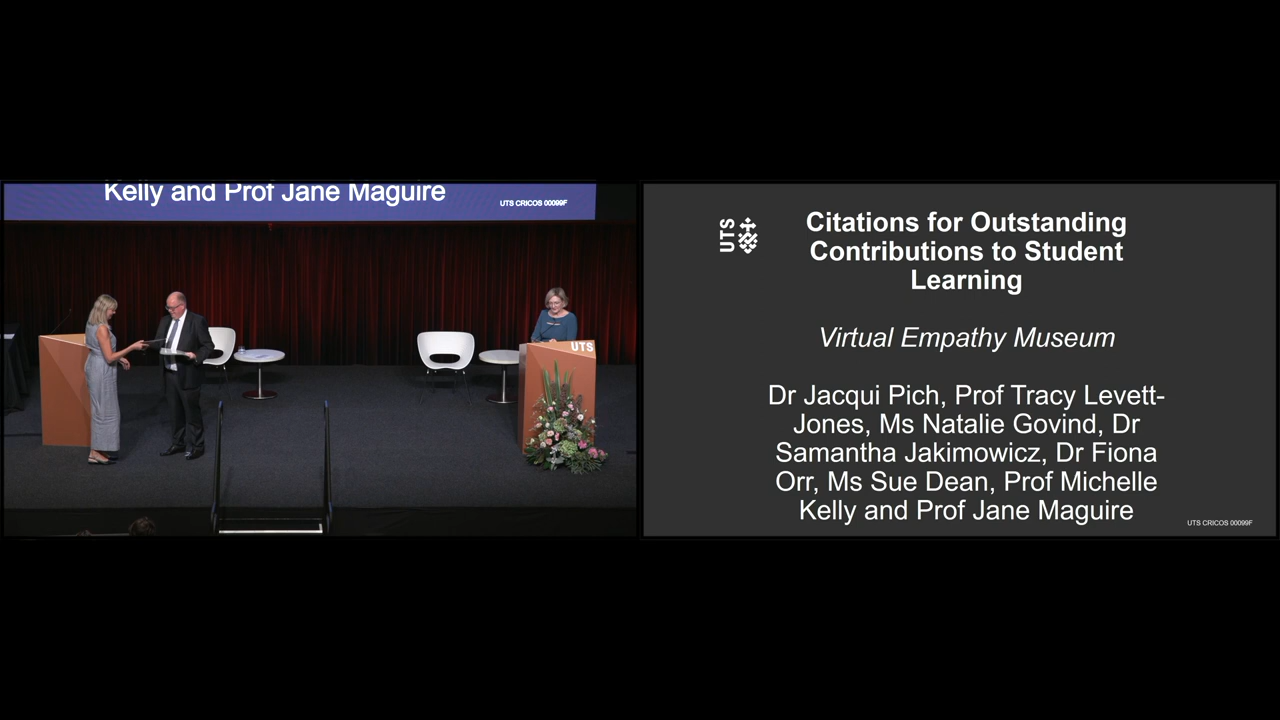 Kelly and Prof Jane Maguire
UTS CRICOS 00099F
UTS
UTS
Citations for Outstanding
Contributions to Student
Learning
Virtual Empathy Museum
Dr Jacqui Pich, Prof Tracy Levett-
Jones, Ms Natalie Govind, Dr
Samantha Jakimowicz, Dr Fiona
Orr, Ms Sue Dean, Prof Michelle
Kelly and Prof Jane Maguire
UTS CRICOS 00099F